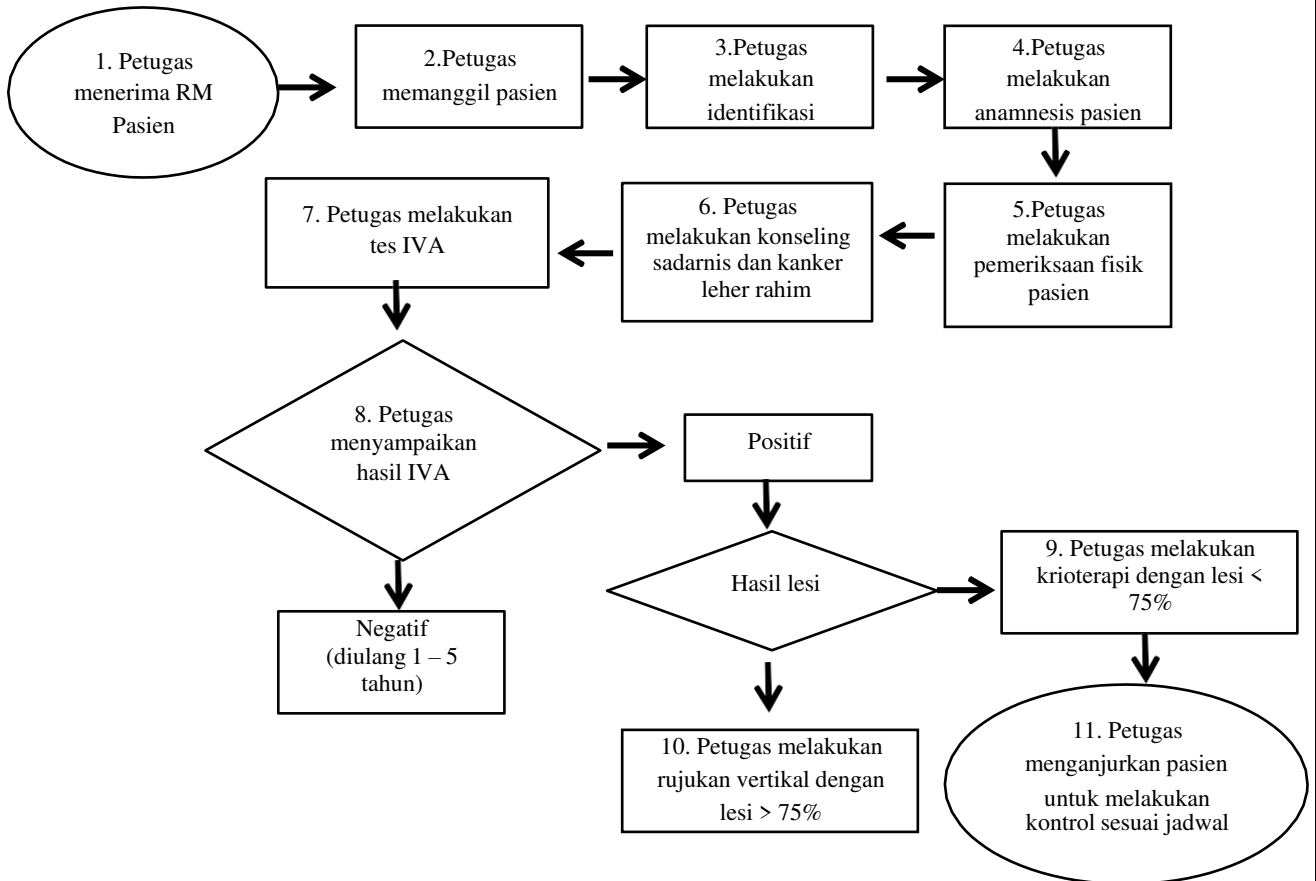 1. Petugas
menerima RM
Pasien
2.Petugas
memanggil pasien
3.Petugas
melakukan
identifikasi
4.Petugas
melakukan
anamnesis pasien
5.Petugas
melakukan
pemeriksaan fisik
pasien
6. Petugas
melakukan konseling
sadarnis dan kanker
leher rahim
7. Petugas melakukan
tes IVA
8. Petugas
menyampaikan
hasil IVA
Positif
Negatif
(diulang 1 – 5
tahun)
Hasil lesi
9. Petugas melakukan
krioterapi dengan lesi <
75%
10. Petugas melakukan
rujukan vertikal dengan
lesi > 75%
11. Petugas
menganjurkan pasien
untuk melakukan
kontrol sesuai jadwal